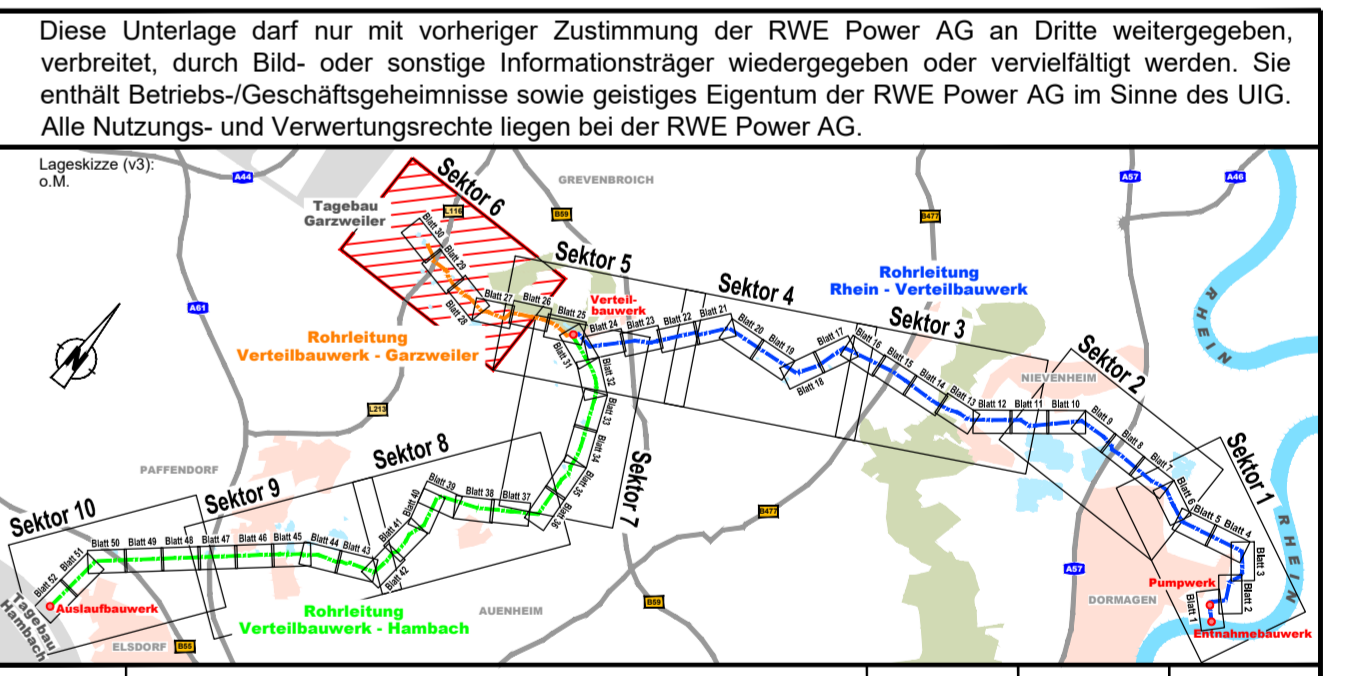 Diese Unterlage darf nur mit vorheriger Zustimmung der RWE Power AG an Dritte weitergegeben,
verbreitet, durch Bild- oder sonstige Informationsträger wiedergegeben oder vervielfältigt werden. Sie
enthält Betriebs-/Geschäftsgeheimnisse sowie geistiges Eigentum der RWE Power AG im Sinne des UIG.
Alle Nutzungs- und Verwertungsrechte liegen bei der RWE Power AG.
Lageskizze (v3):
o.M.
A44
Sektor 6
GREVENBROICH
A57
A46
Tagebau
Garzweiler
L116
B59
B477
Blatt 30
Blatt 29
Blatt 28
Blatt 27
Blatt 26
Blatt 25
Sektor 5
Sektor 4
Rohrleitung
Rhein - Verteilbauwerk
RHEIN
A61
Verteil-
bauwerk
Blatt 24
Blatt 23
Blatt 22
Blatt 21
Blatt 20
Blatt 19
Blatt 18
Blatt 17
Blatt 16
Blatt 15
Blatt 14
Blatt 13
Blatt 12
Blatt 11
Blatt 10
Blatt 9
Blatt 8
Blatt 7
Blatt 6
Blatt 5
Blatt 4
Blatt 3
Blatt 2
Blatt 1
Sektor 3
Sektor 2
Sektor 1
NIEVENHEIM
RHEIN
Rohrleitung
Verteilbauwerk - Garzweiler
Blatt 31
Blatt 32
Blatt 33
Blatt 34
Blatt 35
Blatt 36
Sektor 7
L213
PAFFENDORF
Sektor 8
Blatt 37
Blatt 38
Blatt 39
Blatt 40
Blatt 41
Blatt 42
Sektor 9
Blatt 43
Blatt 44
Blatt 45
Blatt 46
Blatt 47
Blatt 48
Blatt 49
Blatt 50
Blatt 51
Blatt 52
Sektor 10
B477
A57
Pumpwerk
DORMAGEN
Entnahmebauwerk
Auslaufbauwerk
Tagebau
Hambach
Rohrleitung
Verteilbauwerk - Hambach
AUENHEIM
B59
ELSDORF
B55